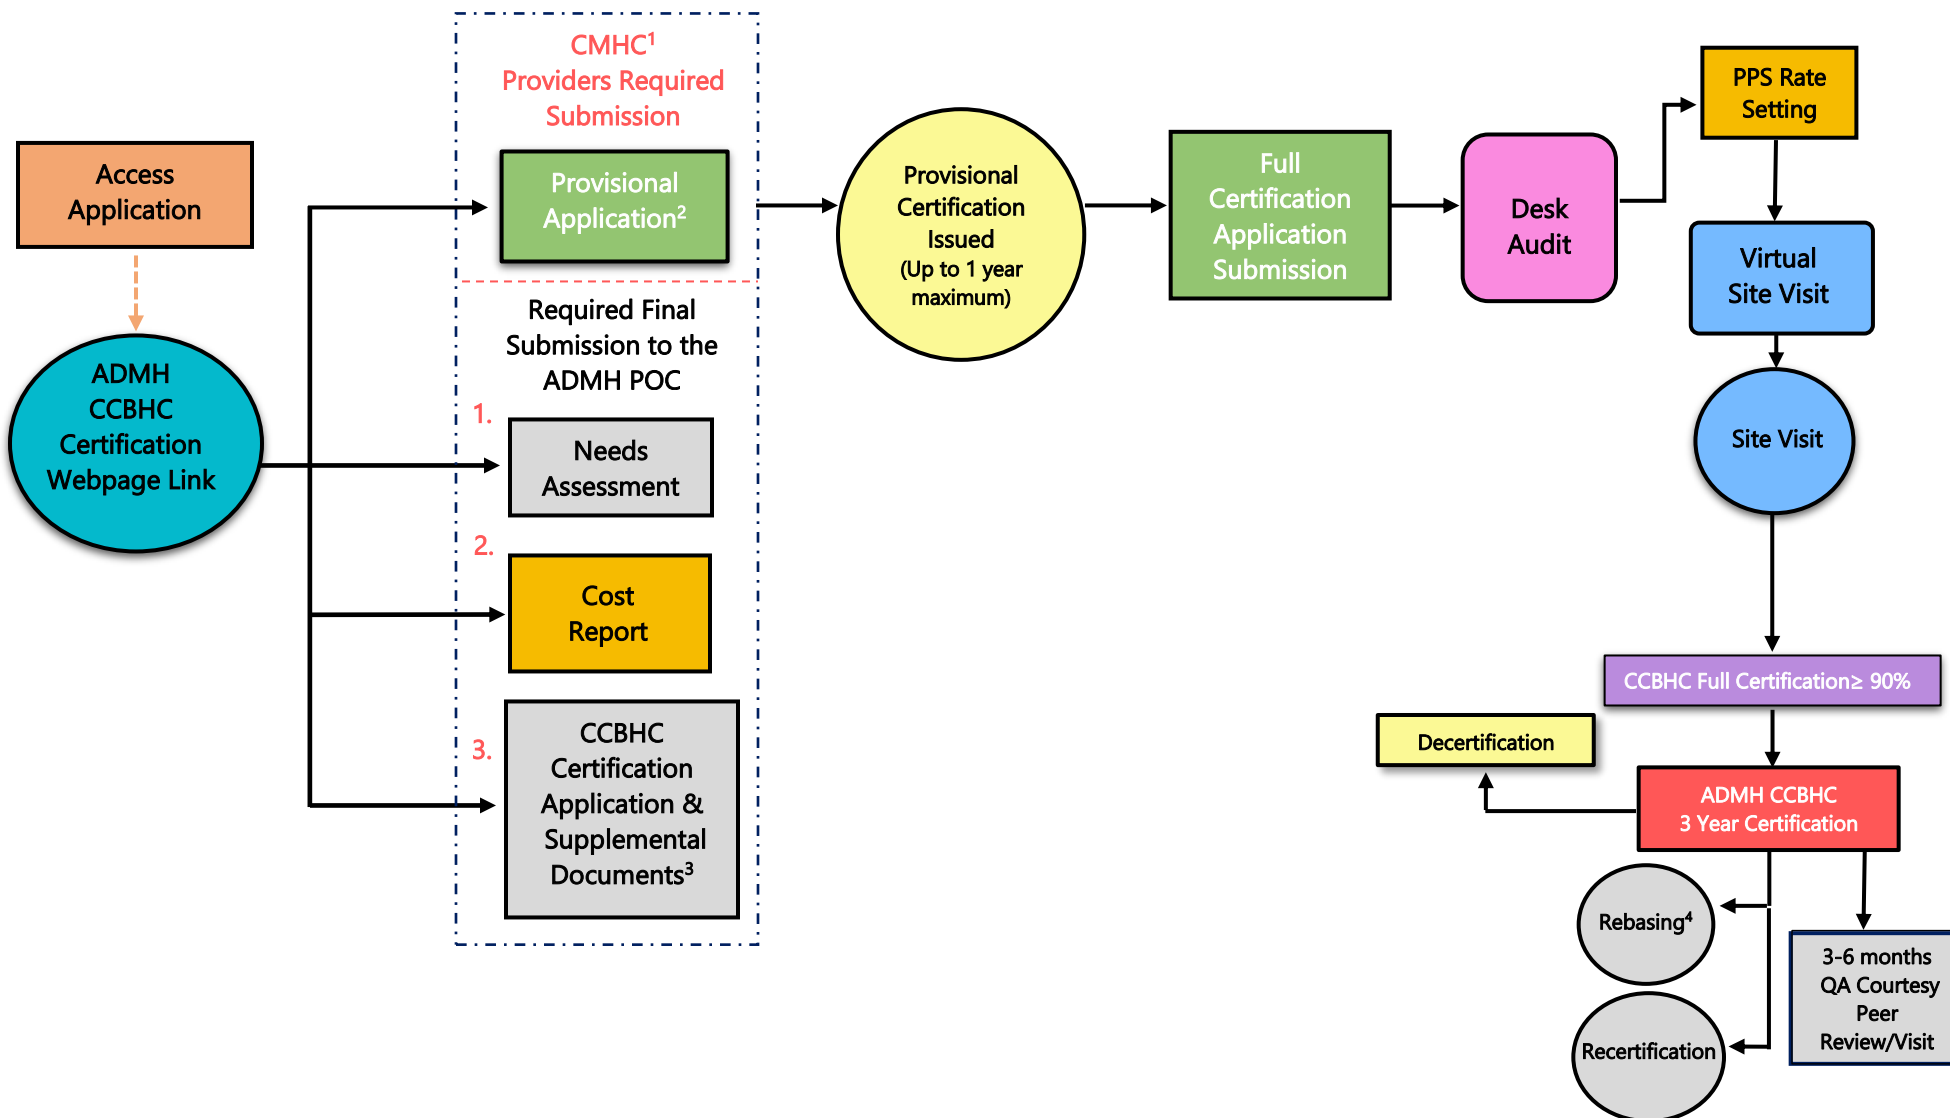 Access
Application
ADMH
CCBHC
Certification
Webpage Link
CMHC¹
Providers Required
Submission
Provisional
Application²
Required Final
Submission to the
ADMH POC
1.
Needs
Assessment
2.
Cost
Report
3.
CCBHC
Certification
Application &
Supplemental
Documents³
Provisional
Certification
Issued
(Up to 1 year
maximum)
Full
Certification
Application
Submission
Desk
Audit
PPS Rate
Setting
Virtual
Site Visit
Site Visit
CCBHC Full Certification≥ 90%
Decertification
ADMH CCBHC
3 Year Certification
Rebasing⁴
Recertification
3-6 months
QA Courtesy
Peer
Review/Visit